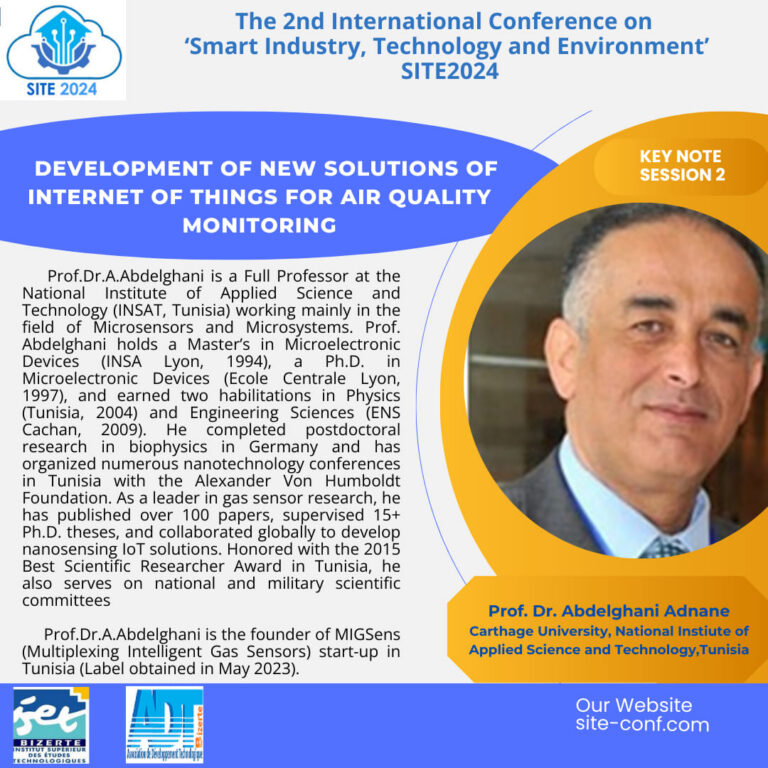 The 2nd International Conference on
‘Smart Industry, Technology and Environment’
SITE2024
SITE 2024
DEVELOPMENT OF NEW SOLUTIONS OF
INTERNET OF THINGS FOR AIR QUALITY
MONITORING
KEY NOTE
SESSION 2
Prof.Dr.A.Abdelghani is a Full Professor at the
National Institute of Applied Science and
Technology (INSAT, Tunisia) working mainly in the
field of Microsensors and Microsystems. Prof.
Abdelghani holds a Master’s in Microelectronic
Devices (INSA Lyon, 1994), a Ph.D. in
Microelectronic Devices (Ecole Centrale Lyon,
1997), and earned two habilitations in Physics
(Tunisia, 2004) and Engineering Sciences (ENS
Cachan, 2009). He completed postdoctoral
research in biophysics in Germany and has
organized numerous nanotechnology conferences
in Tunisia with the Alexander Von Humboldt
Foundation. As a leader in gas sensor research, he
has published over 100 papers, supervised 15+
Ph.D. theses, and collaborated globally to develop
nanosensing IoT solutions. Honored with the 2015
Best Scientific Researcher Award in Tunisia, he
also serves on national and military scientific
committees
Prof.Dr.A.Abdelghani is the founder of MIGSens
(Multiplexing Intelligent Gas Sensors) start-up in
Tunisia (Label obtained in May 2023).
Prof. Dr. Abdelghani Adnane
Carthage University, National Instiute of
Applied Science and Technology,Tunisia
iset
BIZERTE
INSTITUT SUPÉRIEUR
DES ÉTUDES
TECHNOLOGIQUES
ADT
Bizerte
Association de Développement Technologique
Our Website
site-conf.com